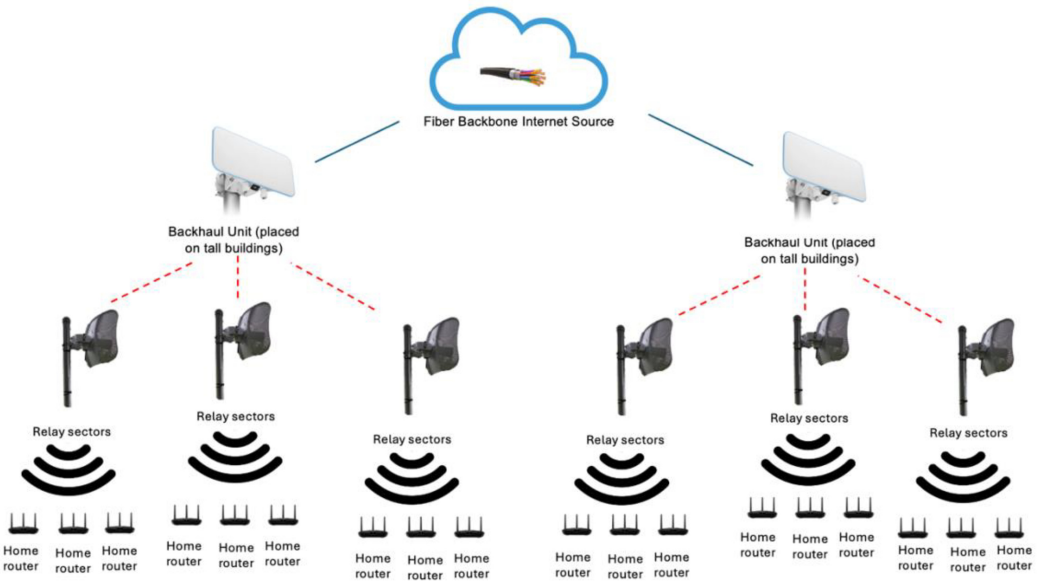 Fiber Backbone Internet Source
Backhaul Unit (placed
on tall buildings)
Backhaul Unit (placed
on tall buildings)
Relay sectors
Relay sectors
Relay sectors
Relay sectors
Relay sectors
Relay sectors
Home
router
Home
router
Home
router
Home
router
Home
router
Home
router
Home
router
Home
router
Home
router
Home
router
Home
router
Home
router
Home
router
Home
router
Home
router
Home
router
Home
router
Home
router